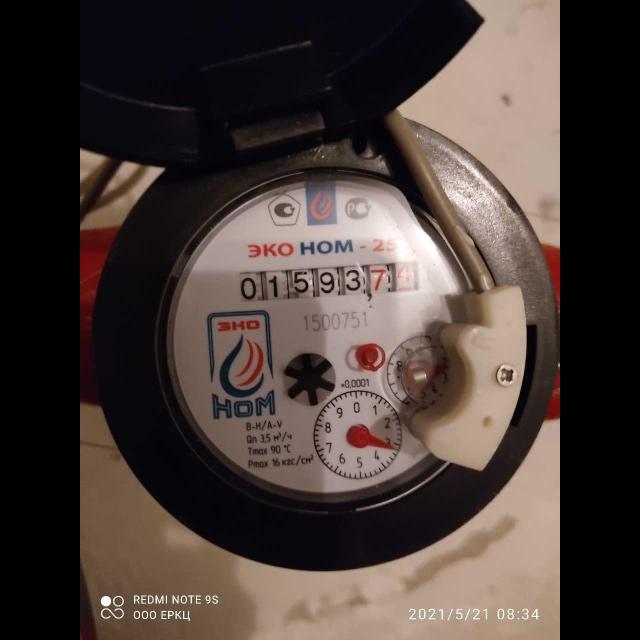 ЭКО НОМ - 25
0159374
1500751
ЭКО
НОМ
×0,0001
В-Н/А-V
Qn 3,5 м³/ч
Tmax 90 °C
Pmax 16 кгс/см²
9 0 1
8 2
7 3
6 5 4
REDMI NOTE 9S
ООО ЕРКЦ
2021/5/21 08:34